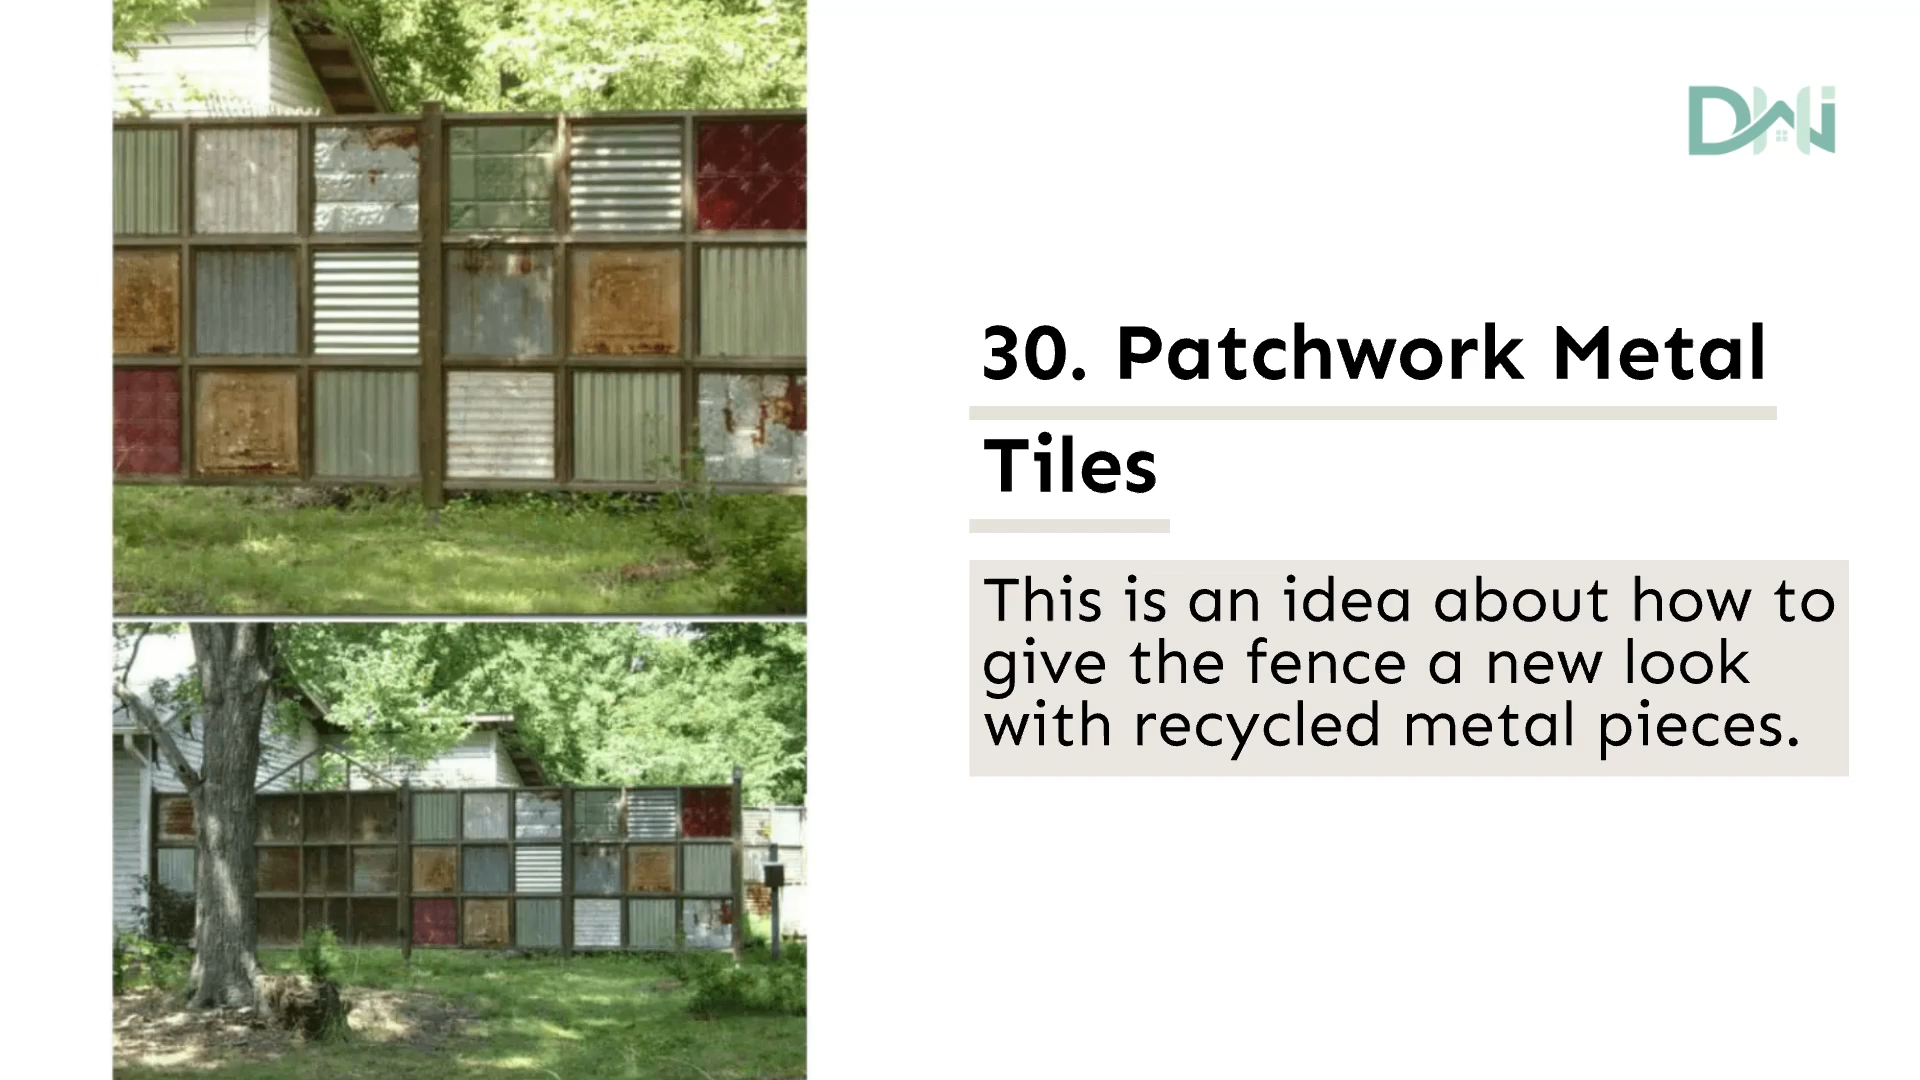 DWi
30. Patchwork Metal
Tiles
This is an idea about how to
give the fence a new look
with recycled metal pieces.